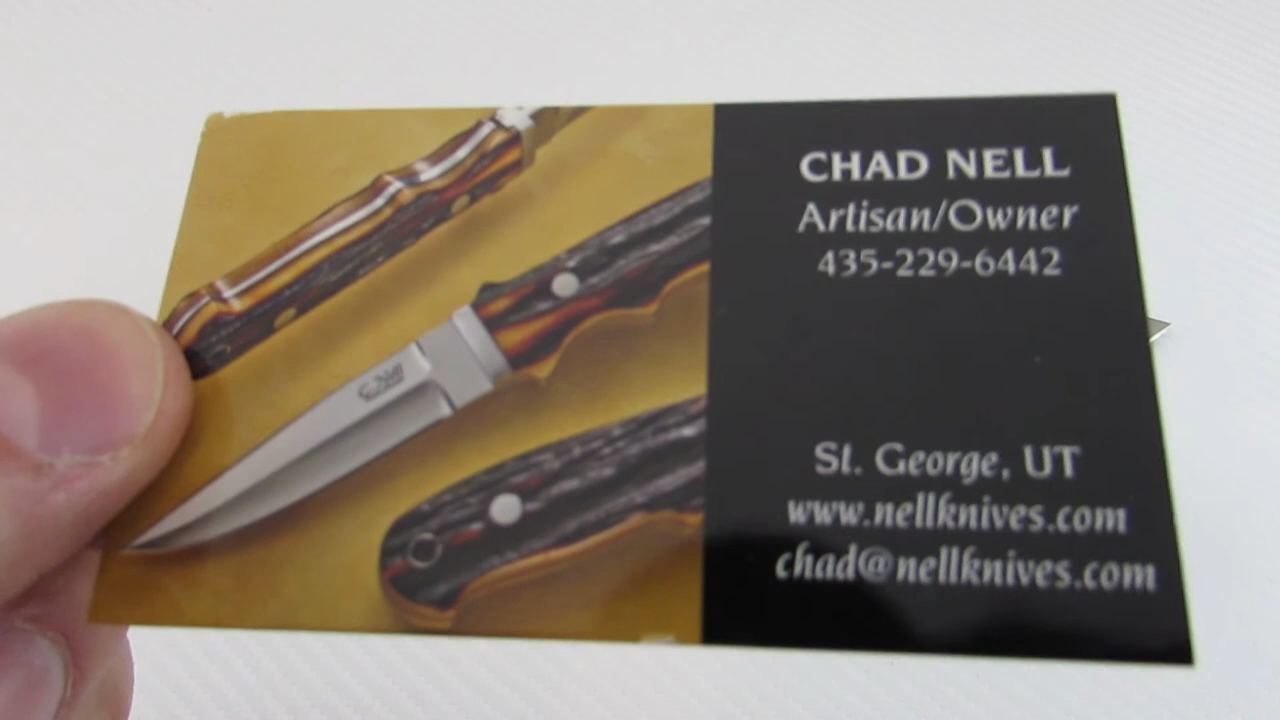 CHAD NELL
Artisan/Owner
435-229-6442
St. George, UT
www.nellknives.com
chad@nellknives.com